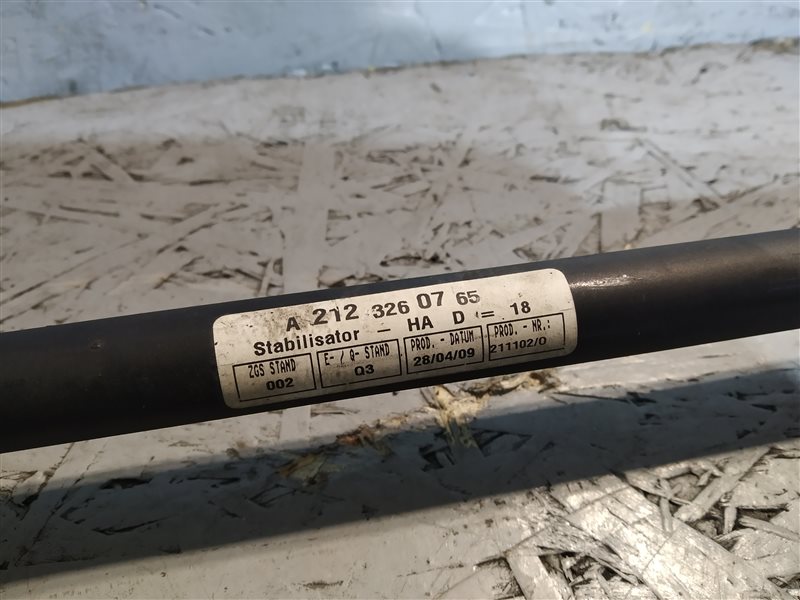 A 212 326 07 65
Stabilisator - HA D = 18
ZGS STAND E- / Q- STAND PROD. - DATUM PROD. - NR.:
002 Q3 28/04/09 211102/0